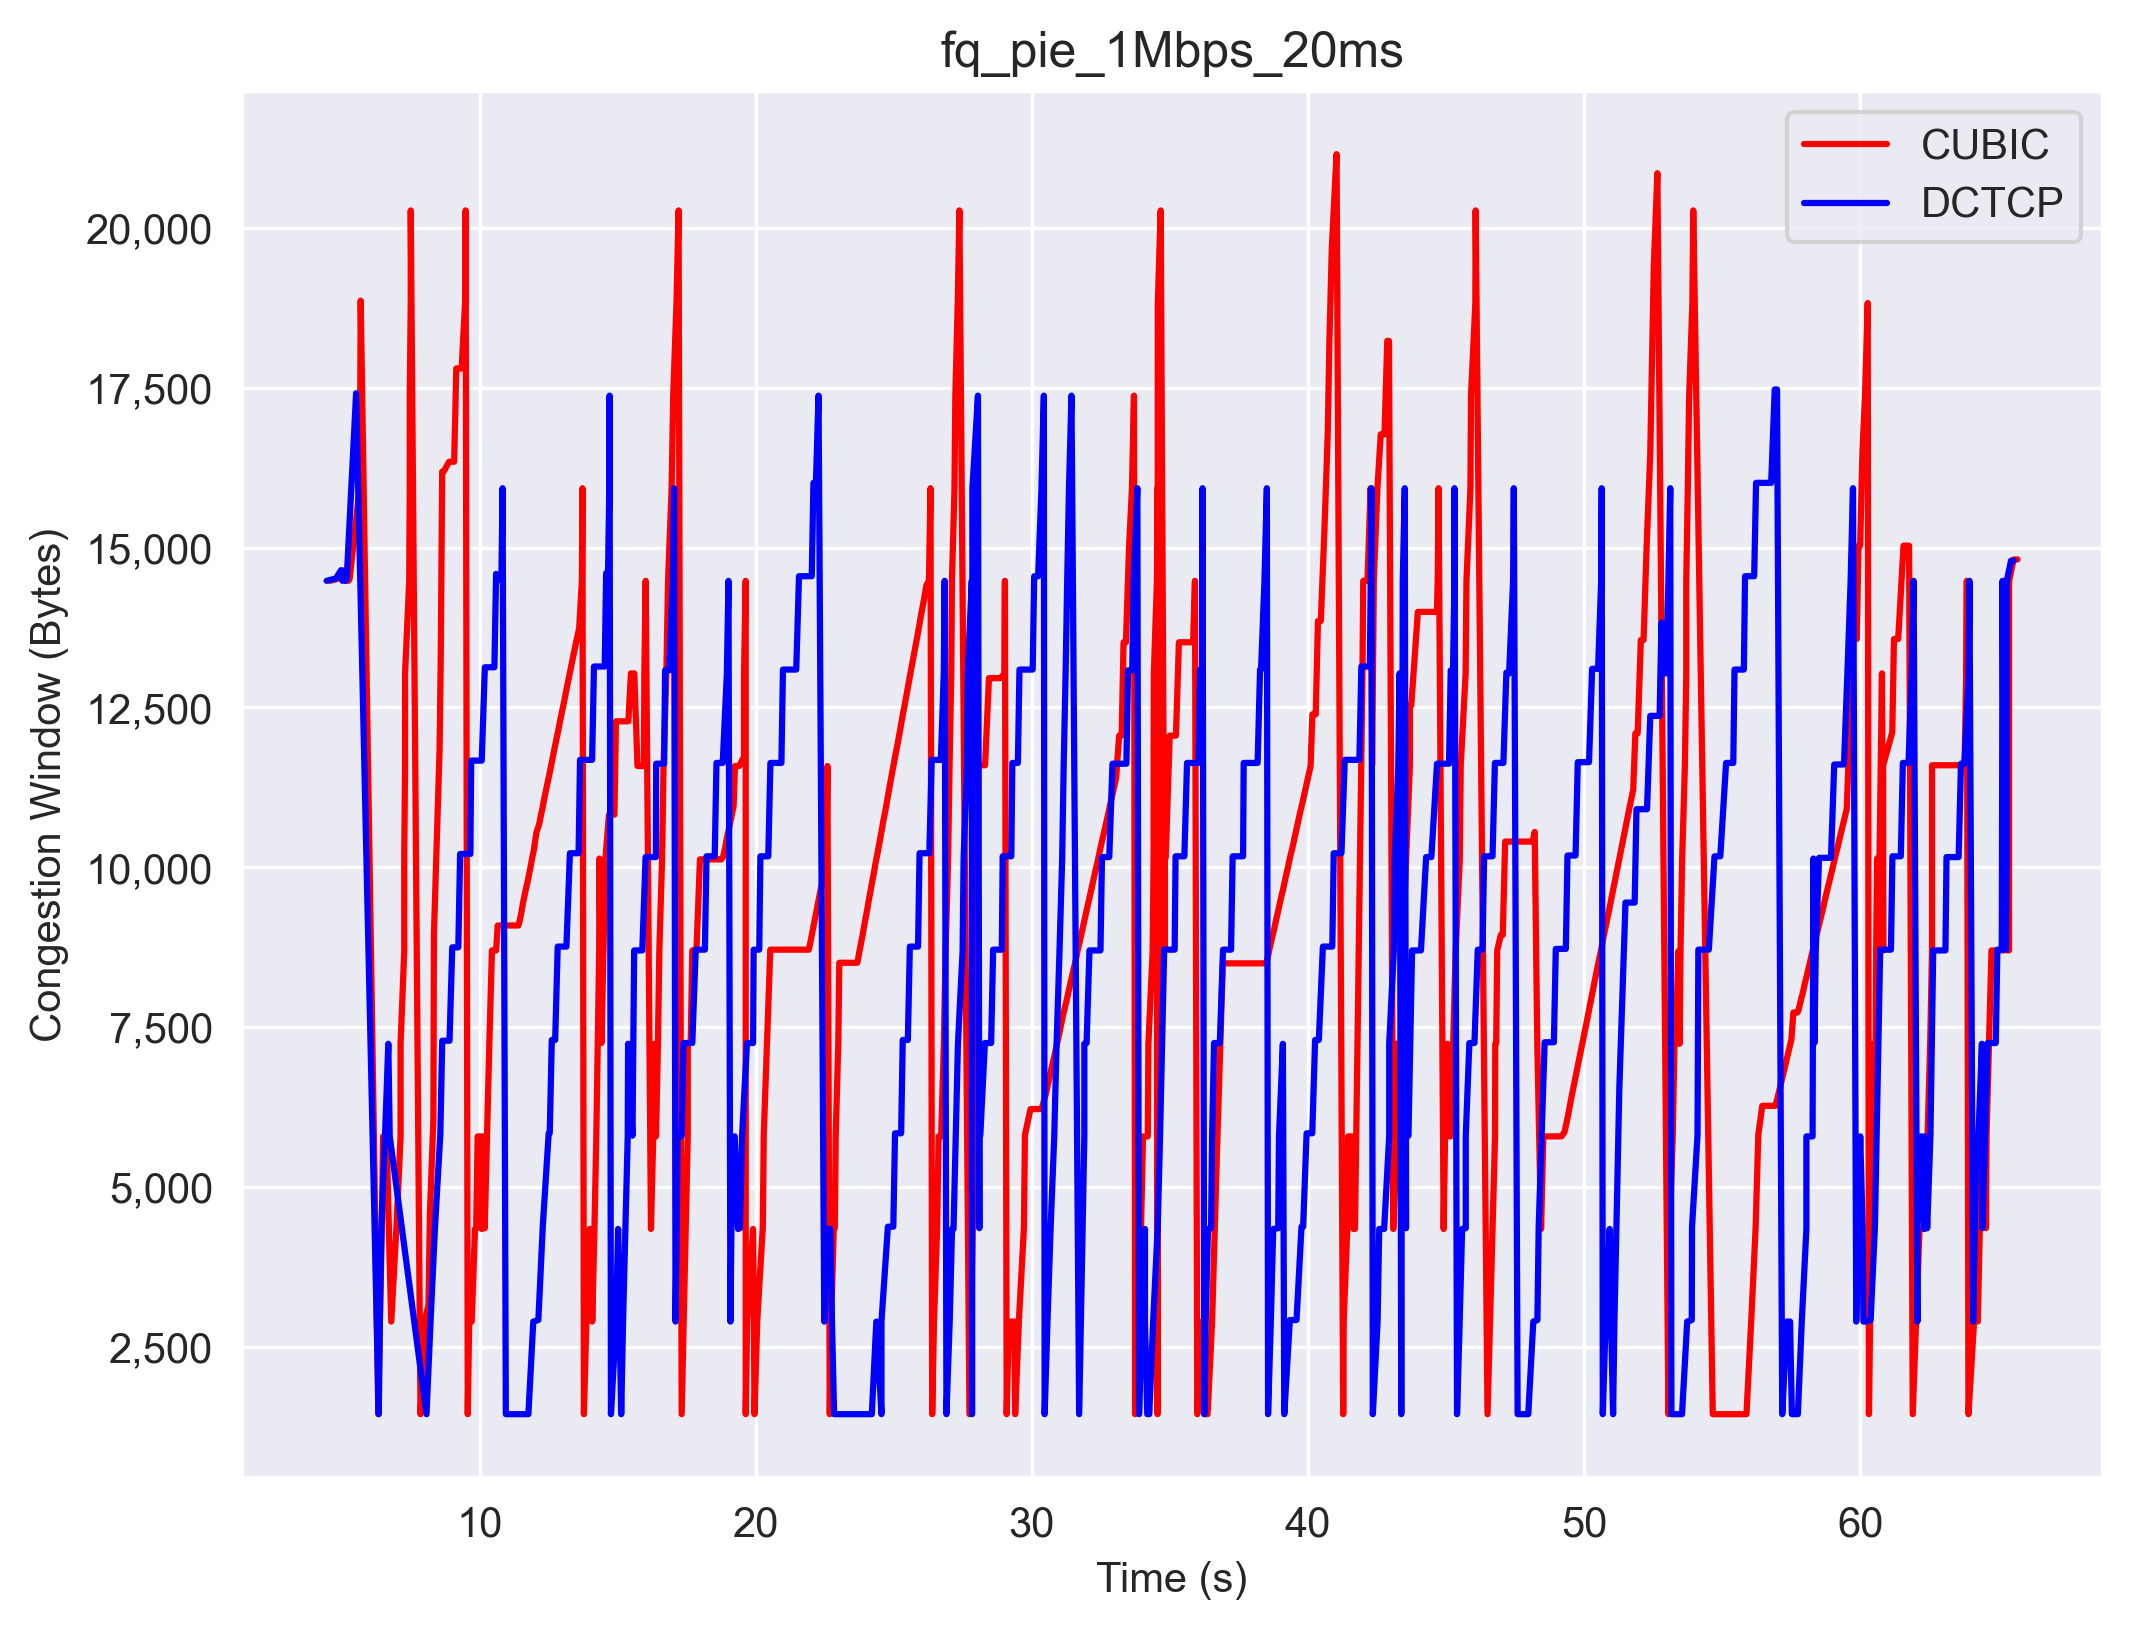 fq_pie_1Mbps_20ms
CUBIC
DCTCP
Congestion Window (Bytes)
20,000
17,500
15,000
12,500
10,000
7,500
5,000
2,500
10 20 30 40 50 60
Time (s)